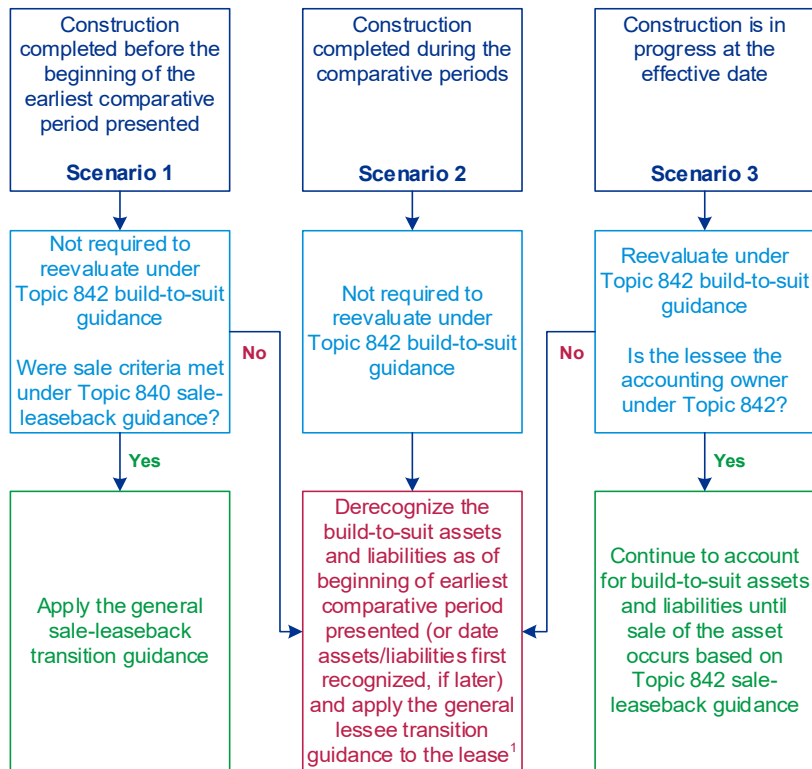 Construction
completed before the
beginning of the
earliest comparative
period presented
Scenario 1
Construction
completed during the
comparative periods
Scenario 2
Construction is in
progress at the
effective date
Scenario 3
Not required to
reevaluate under
Topic 842 build-to-suit
guidance
Were sale criteria met
under Topic 840 sale-
leaseback guidance?
No
Not required to
reevaluate under
Topic 842 build-to-suit
guidance
No
Reevaluate under
Topic 842 build-to-suit
guidance
Is the lessee the
accounting owner
under Topic 842?
Yes
Yes
Apply the general
sale-leaseback
transition guidance
Derecognize the
build-to-suit assets
and liabilities as of
beginning of earliest
comparative period
presented (or date
assets/liabilities first
recognized, if later)
and apply the general
lessee transition
guidance to the lease¹
Continue to account
for build-to-suit assets
and liabilities until
sale of the asset
occurs based on
Topic 842 sale-
leaseback guidance